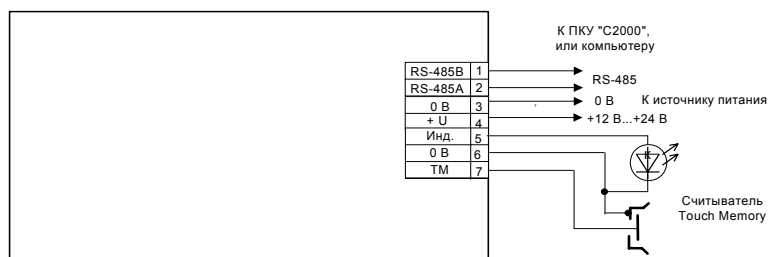 К ПКУ "С2000",
или компьютеру
RS-485B 1
RS-485A 2
RS-485
0 В 3
0 В
К источнику питания
+ U 4
+12 В...+24 В
Инд. 5
0 В 6
ТМ 7
К
Считыватель
Touch Memory